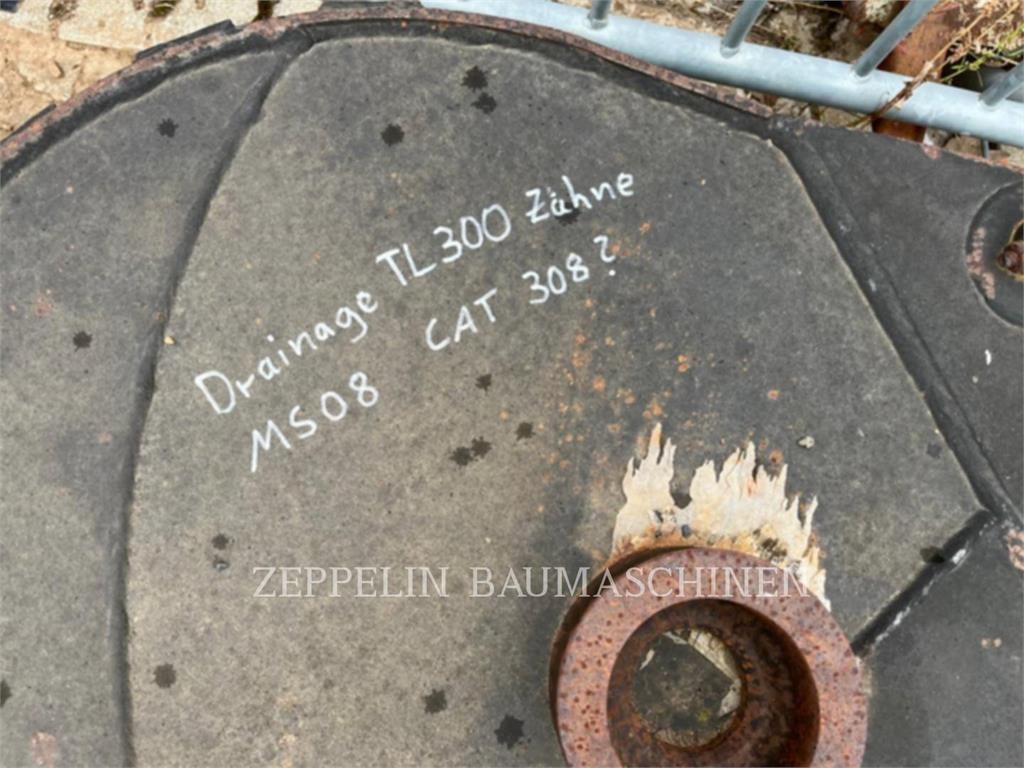 Drainage TL300 Zähne
MS08 CAT 308?
ZEPPELIN BAUMASCHINEN